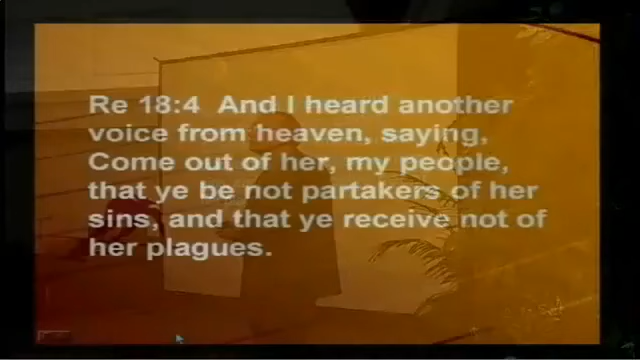 Re 18:4 And I heard another
voice from heaven, saying,
Come out of her, my people,
that ye be not partakers of her
sins, and that ye receive not of
her plagues.